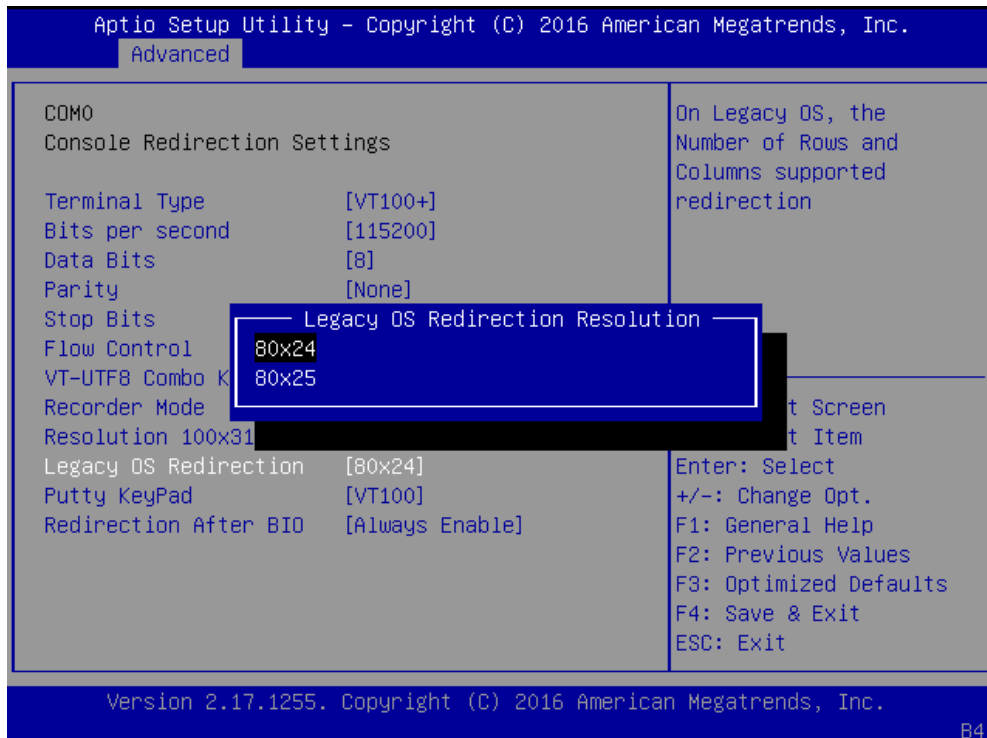 Aptio Setup Utility – Copyright (C) 2016 American Megatrends, Inc.
Advanced
COM0
Console Redirection Settings
Terminal Type [VT100+]
Bits per second [115200]
Data Bits [8]
Parity [None]
Stop Bits
Flow Control
VT-UTF8 Combo K
Recorder Mode
Resolution 100x31
Legacy OS Redirection [80x24]
Putty KeyPad [VT100]
Redirection After BIO [Always Enable]
Legacy OS Redirection Resolution
80x24
80x25
On Legacy OS, the
Number of Rows and
Columns supported
redirection
t Screen
t Item
Enter: Select
+/-: Change Opt.
F1: General Help
F2: Previous Values
F3: Optimized Defaults
F4: Save & Exit
ESC: Exit
Version 2.17.1255. Copyright (C) 2016 American Megatrends, Inc.
B4